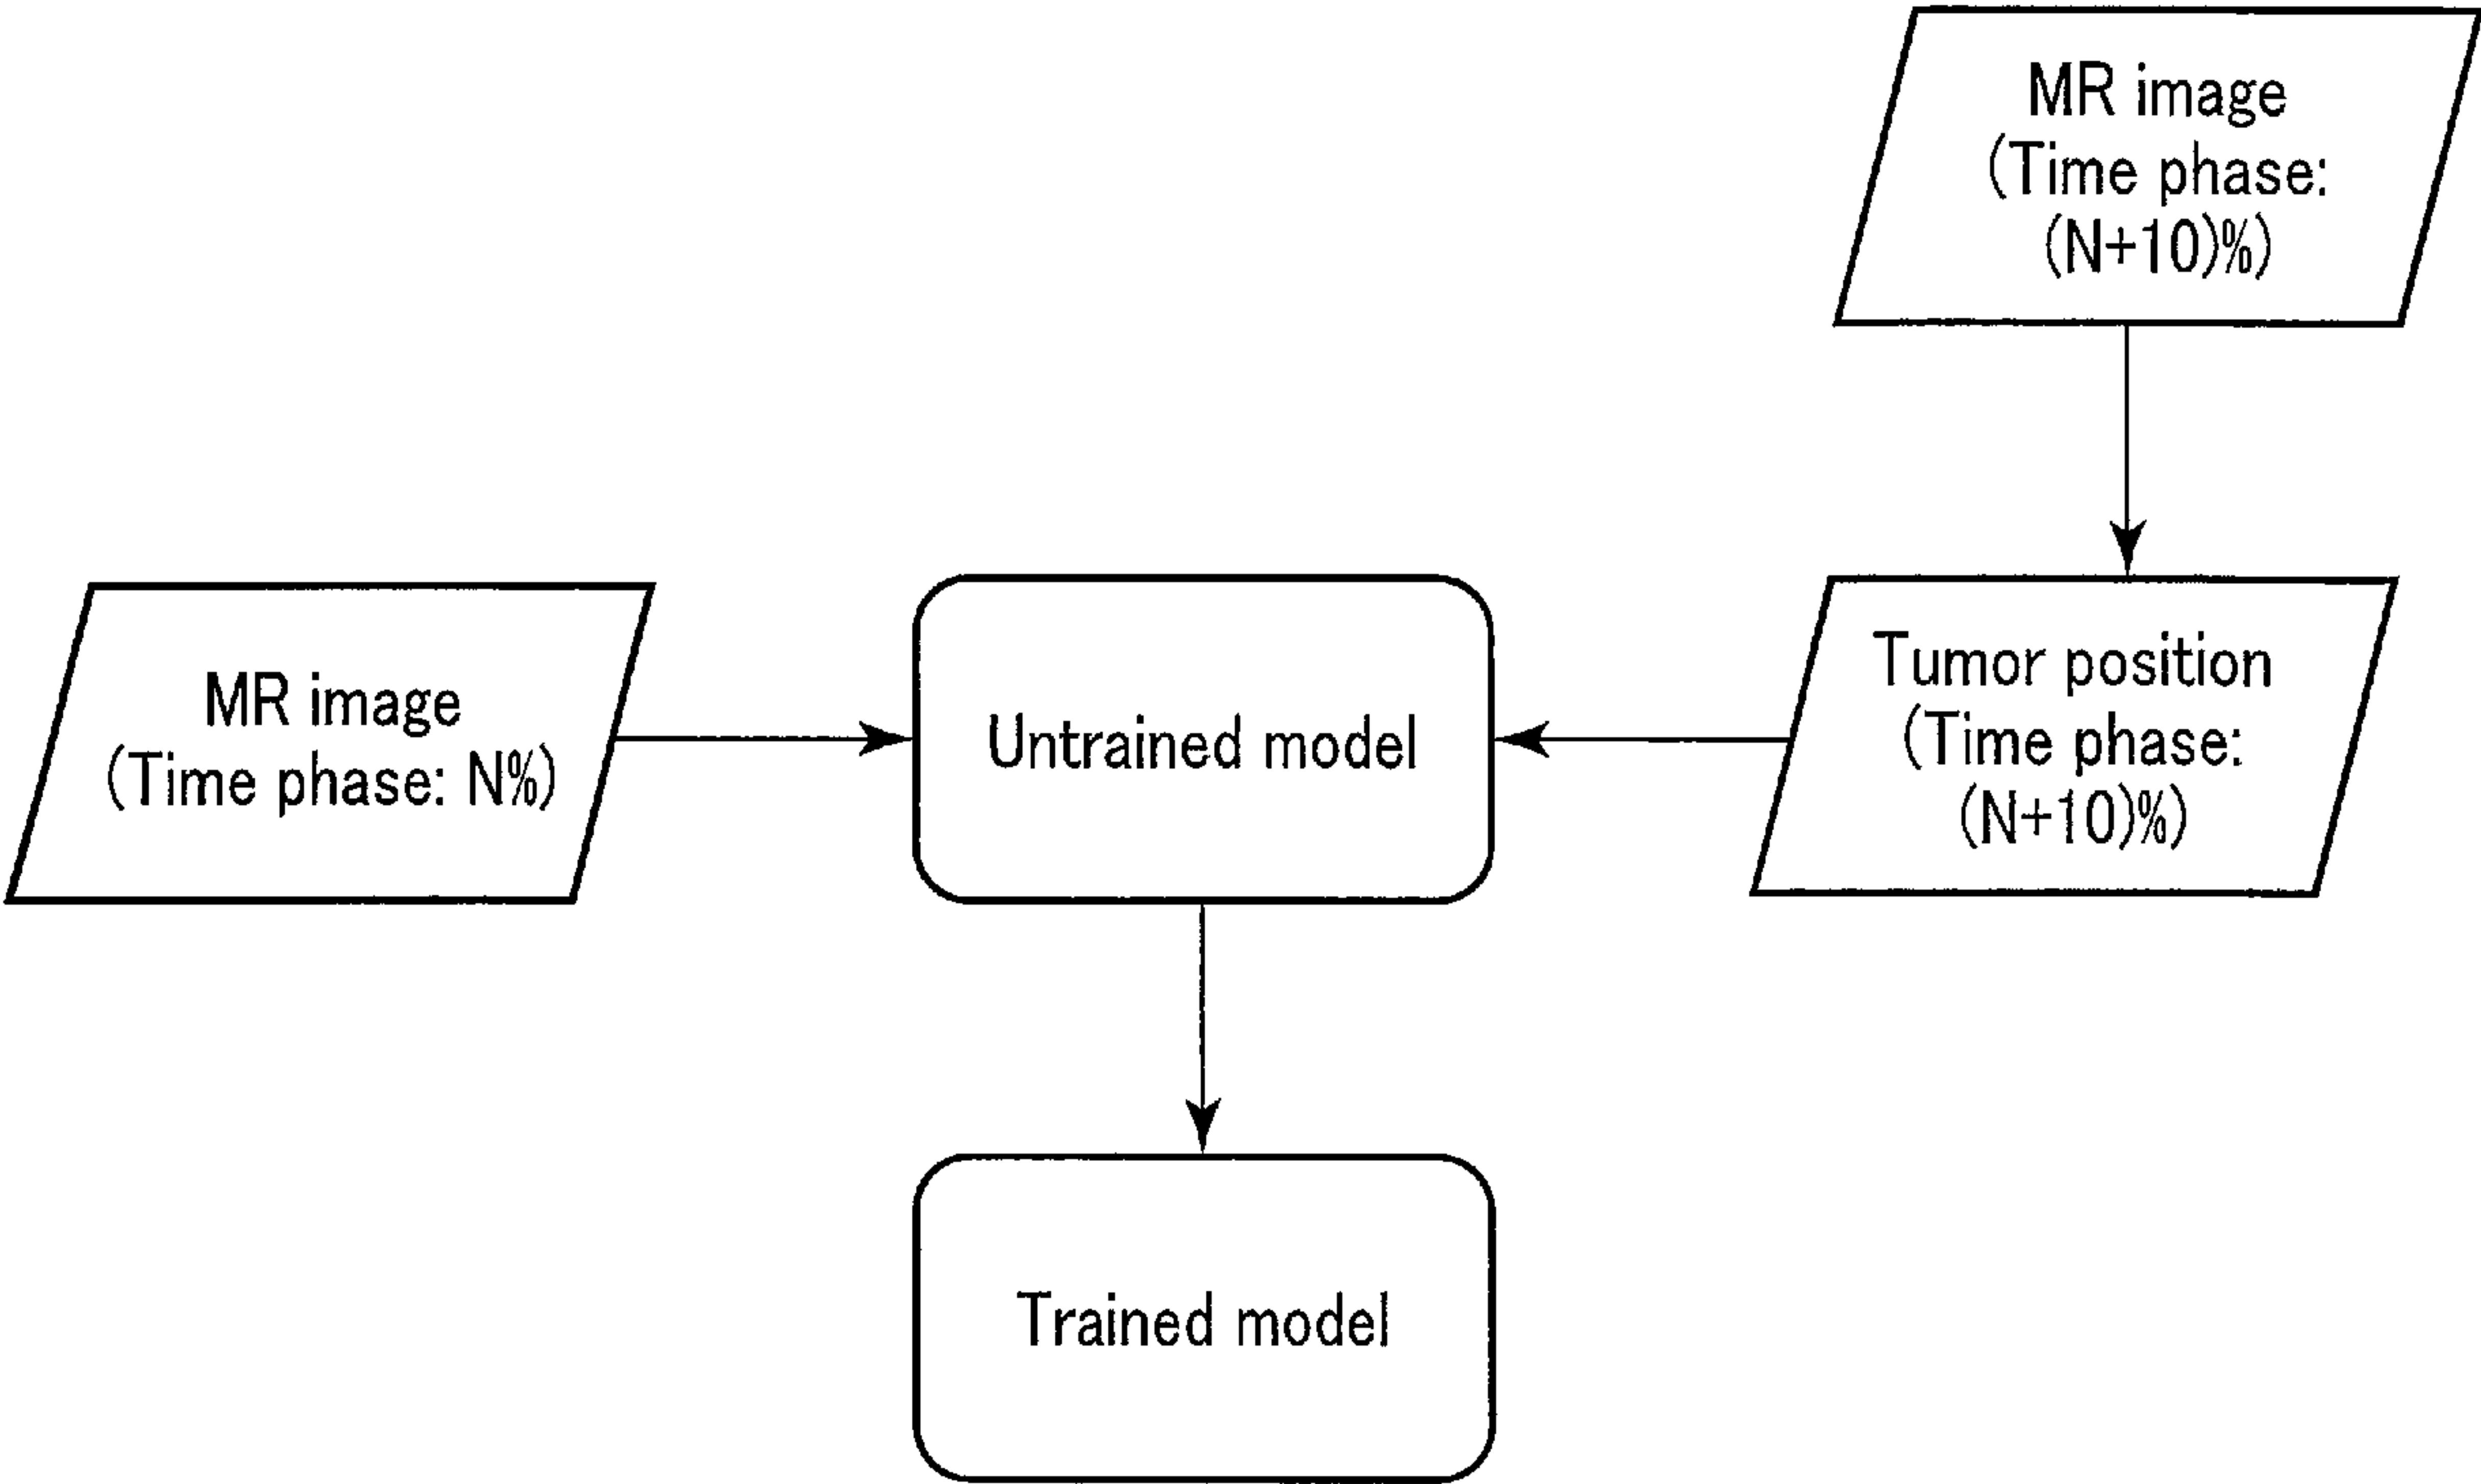 MR image
(Time phase:
(N+10)%)
MR image
(Time phase: N%)
Untrained model
Tumor position
(Time phase:
(N+10)%)
Trained model